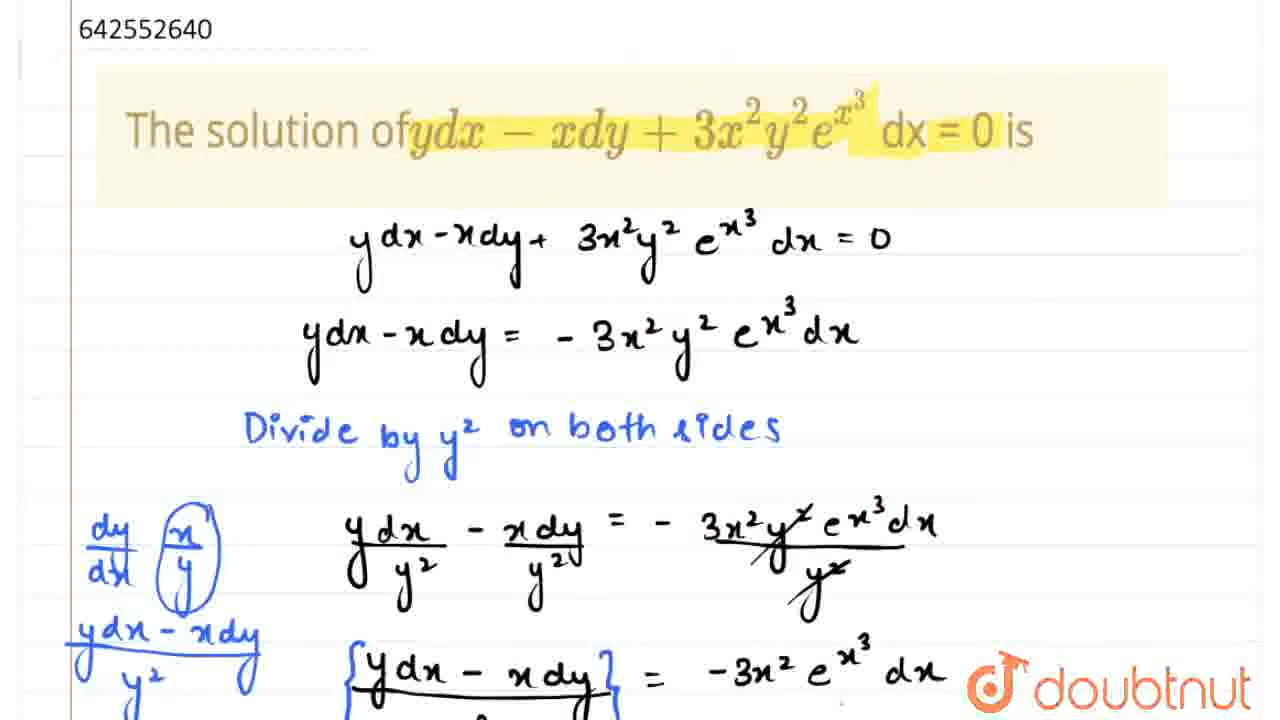 642552640
The solution of ydx − xdy + 3x²y²e^{x³} dx = 0 is
ydx - xdy + 3x²y² e^{x³} dx = 0
ydx - xdy = - 3x² y² e^{x³} dx
Divide by y² on both sides
dy/dx x/y
ydx/y² - xdy/y² = - 3x²y² e^{x³}dx/y²
ydx - xdy/y²
{ydx - xdy} = -3x² e^{x³} dx
doubtnut